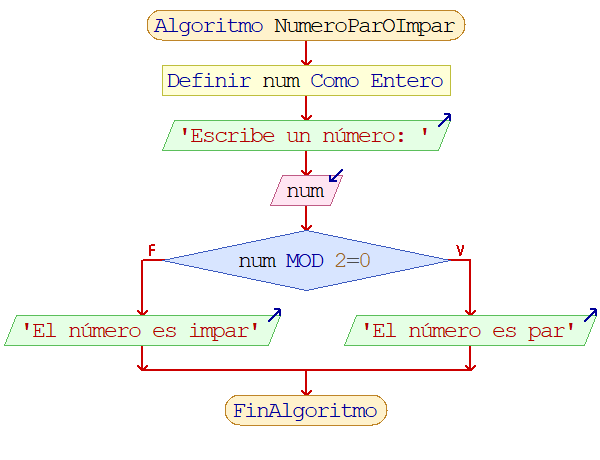 Algoritmo NumeroParOImpar
Definir num Como Entero
'Escribe un número: '
num
num MOD 2=0
F
V
'El número es impar'
'El número es par'
FinAlgoritmo